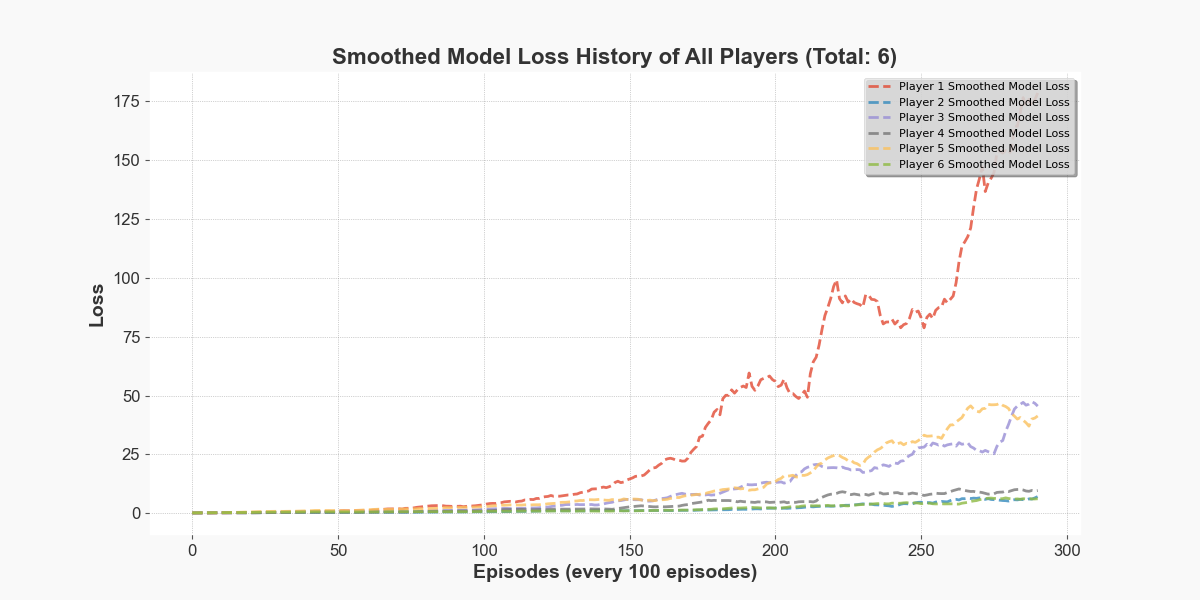 Smoothed Model Loss History of All Players (Total: 6)
Player 1 Smoothed Model Loss
Player 2 Smoothed Model Loss
Player 3 Smoothed Model Loss
Player 4 Smoothed Model Loss
Player 5 Smoothed Model Loss
Player 6 Smoothed Model Loss
175
150
125
100
75
50
25
0
Loss
0 50 100 150 200 250 300
Episodes (every 100 episodes)